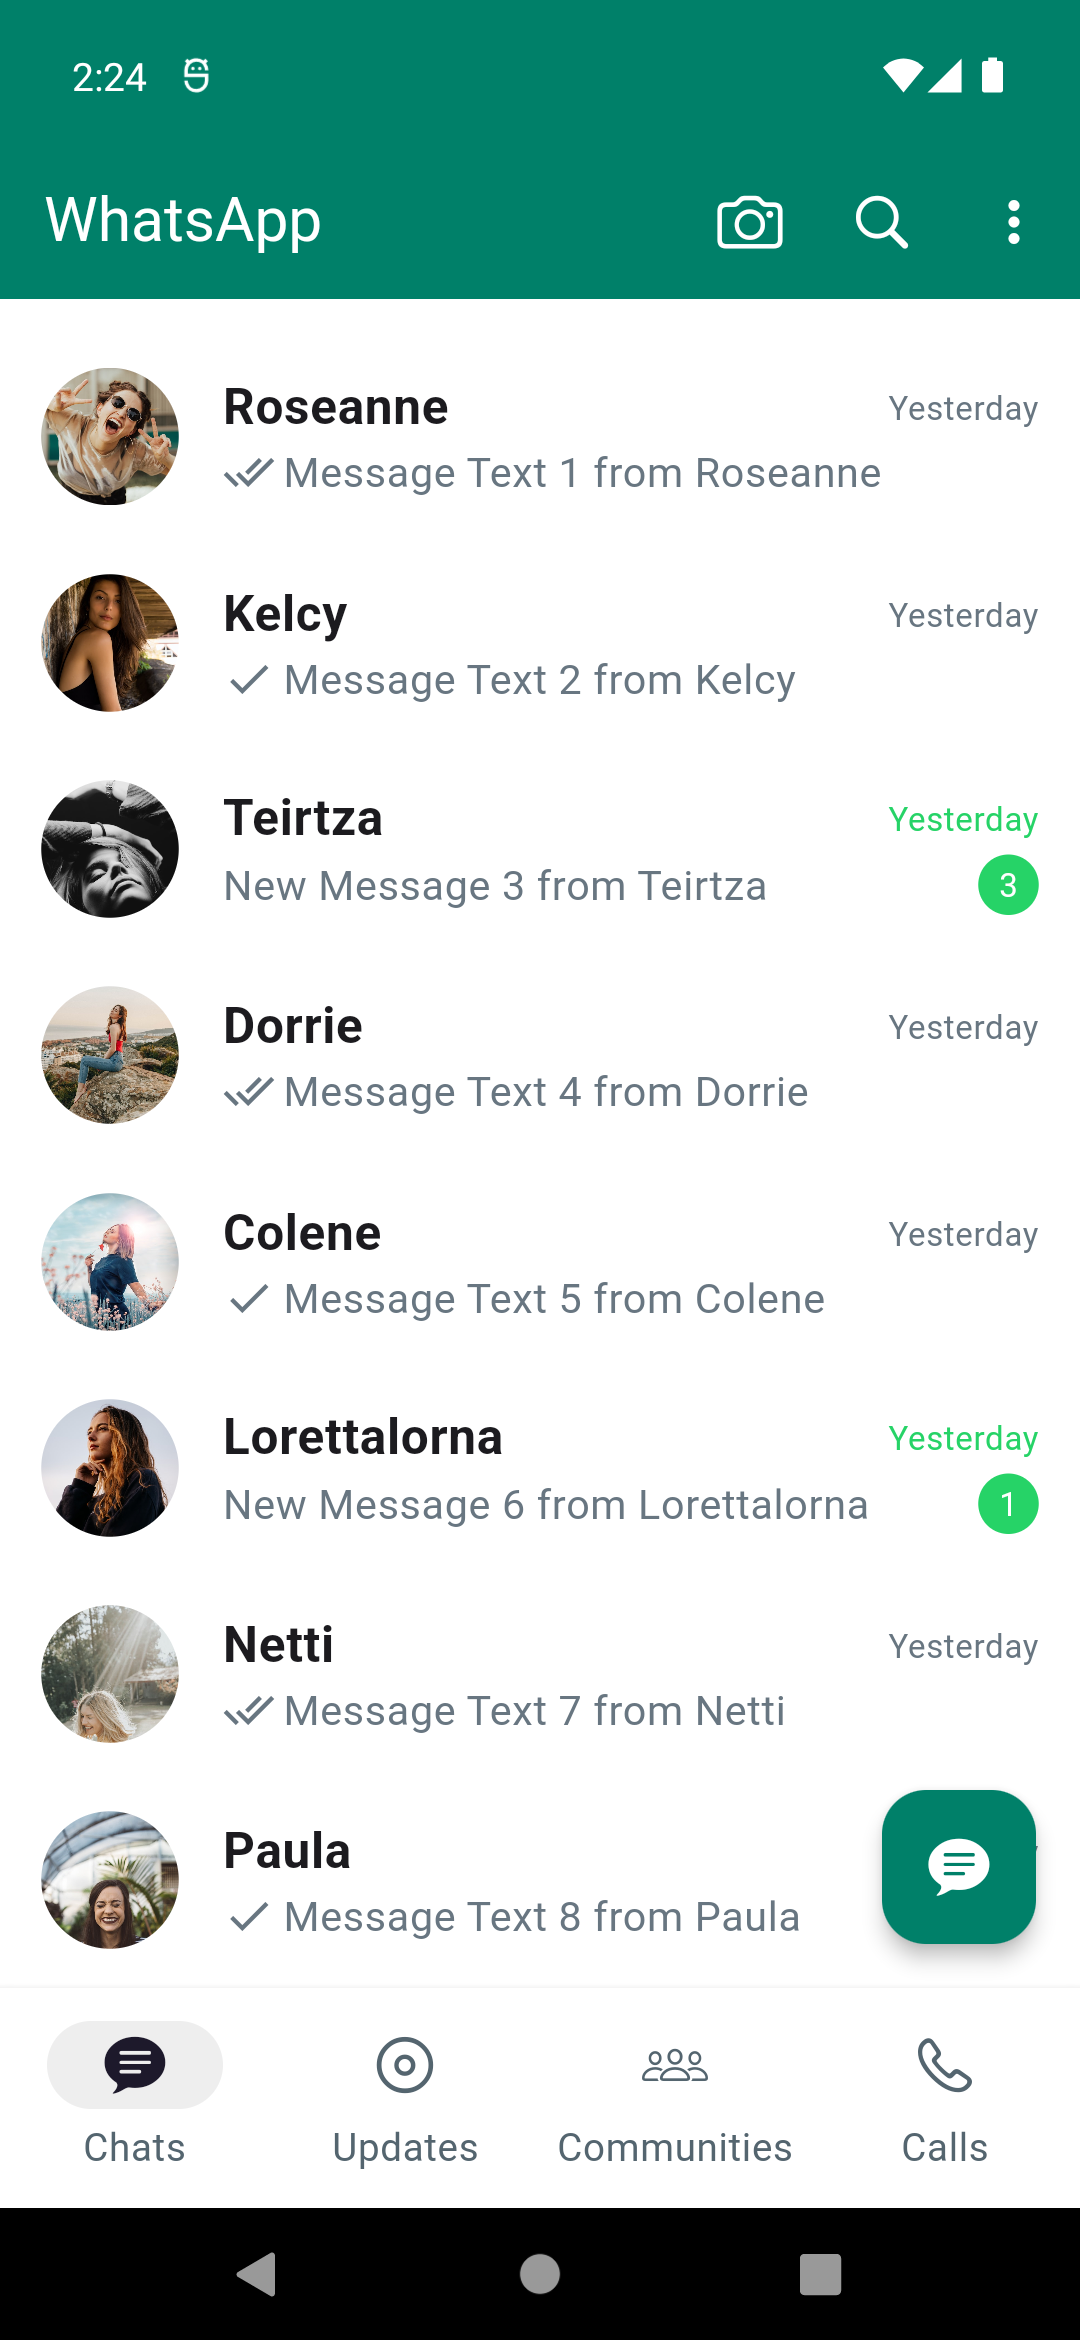 2:24
WhatsApp
Roseanne Yesterday
Message Text 1 from Roseanne
Kelcy Yesterday
Message Text 2 from Kelcy
Teirtza Yesterday
New Message 3 from Teirtza 3
Dorrie Yesterday
Message Text 4 from Dorrie
Colene Yesterday
Message Text 5 from Colene
Lorettalorna Yesterday
New Message 6 from Lorettalorna 1
Netti Yesterday
Message Text 7 from Netti
Paula
Message Text 8 from Paula
Chats Updates Communities Calls